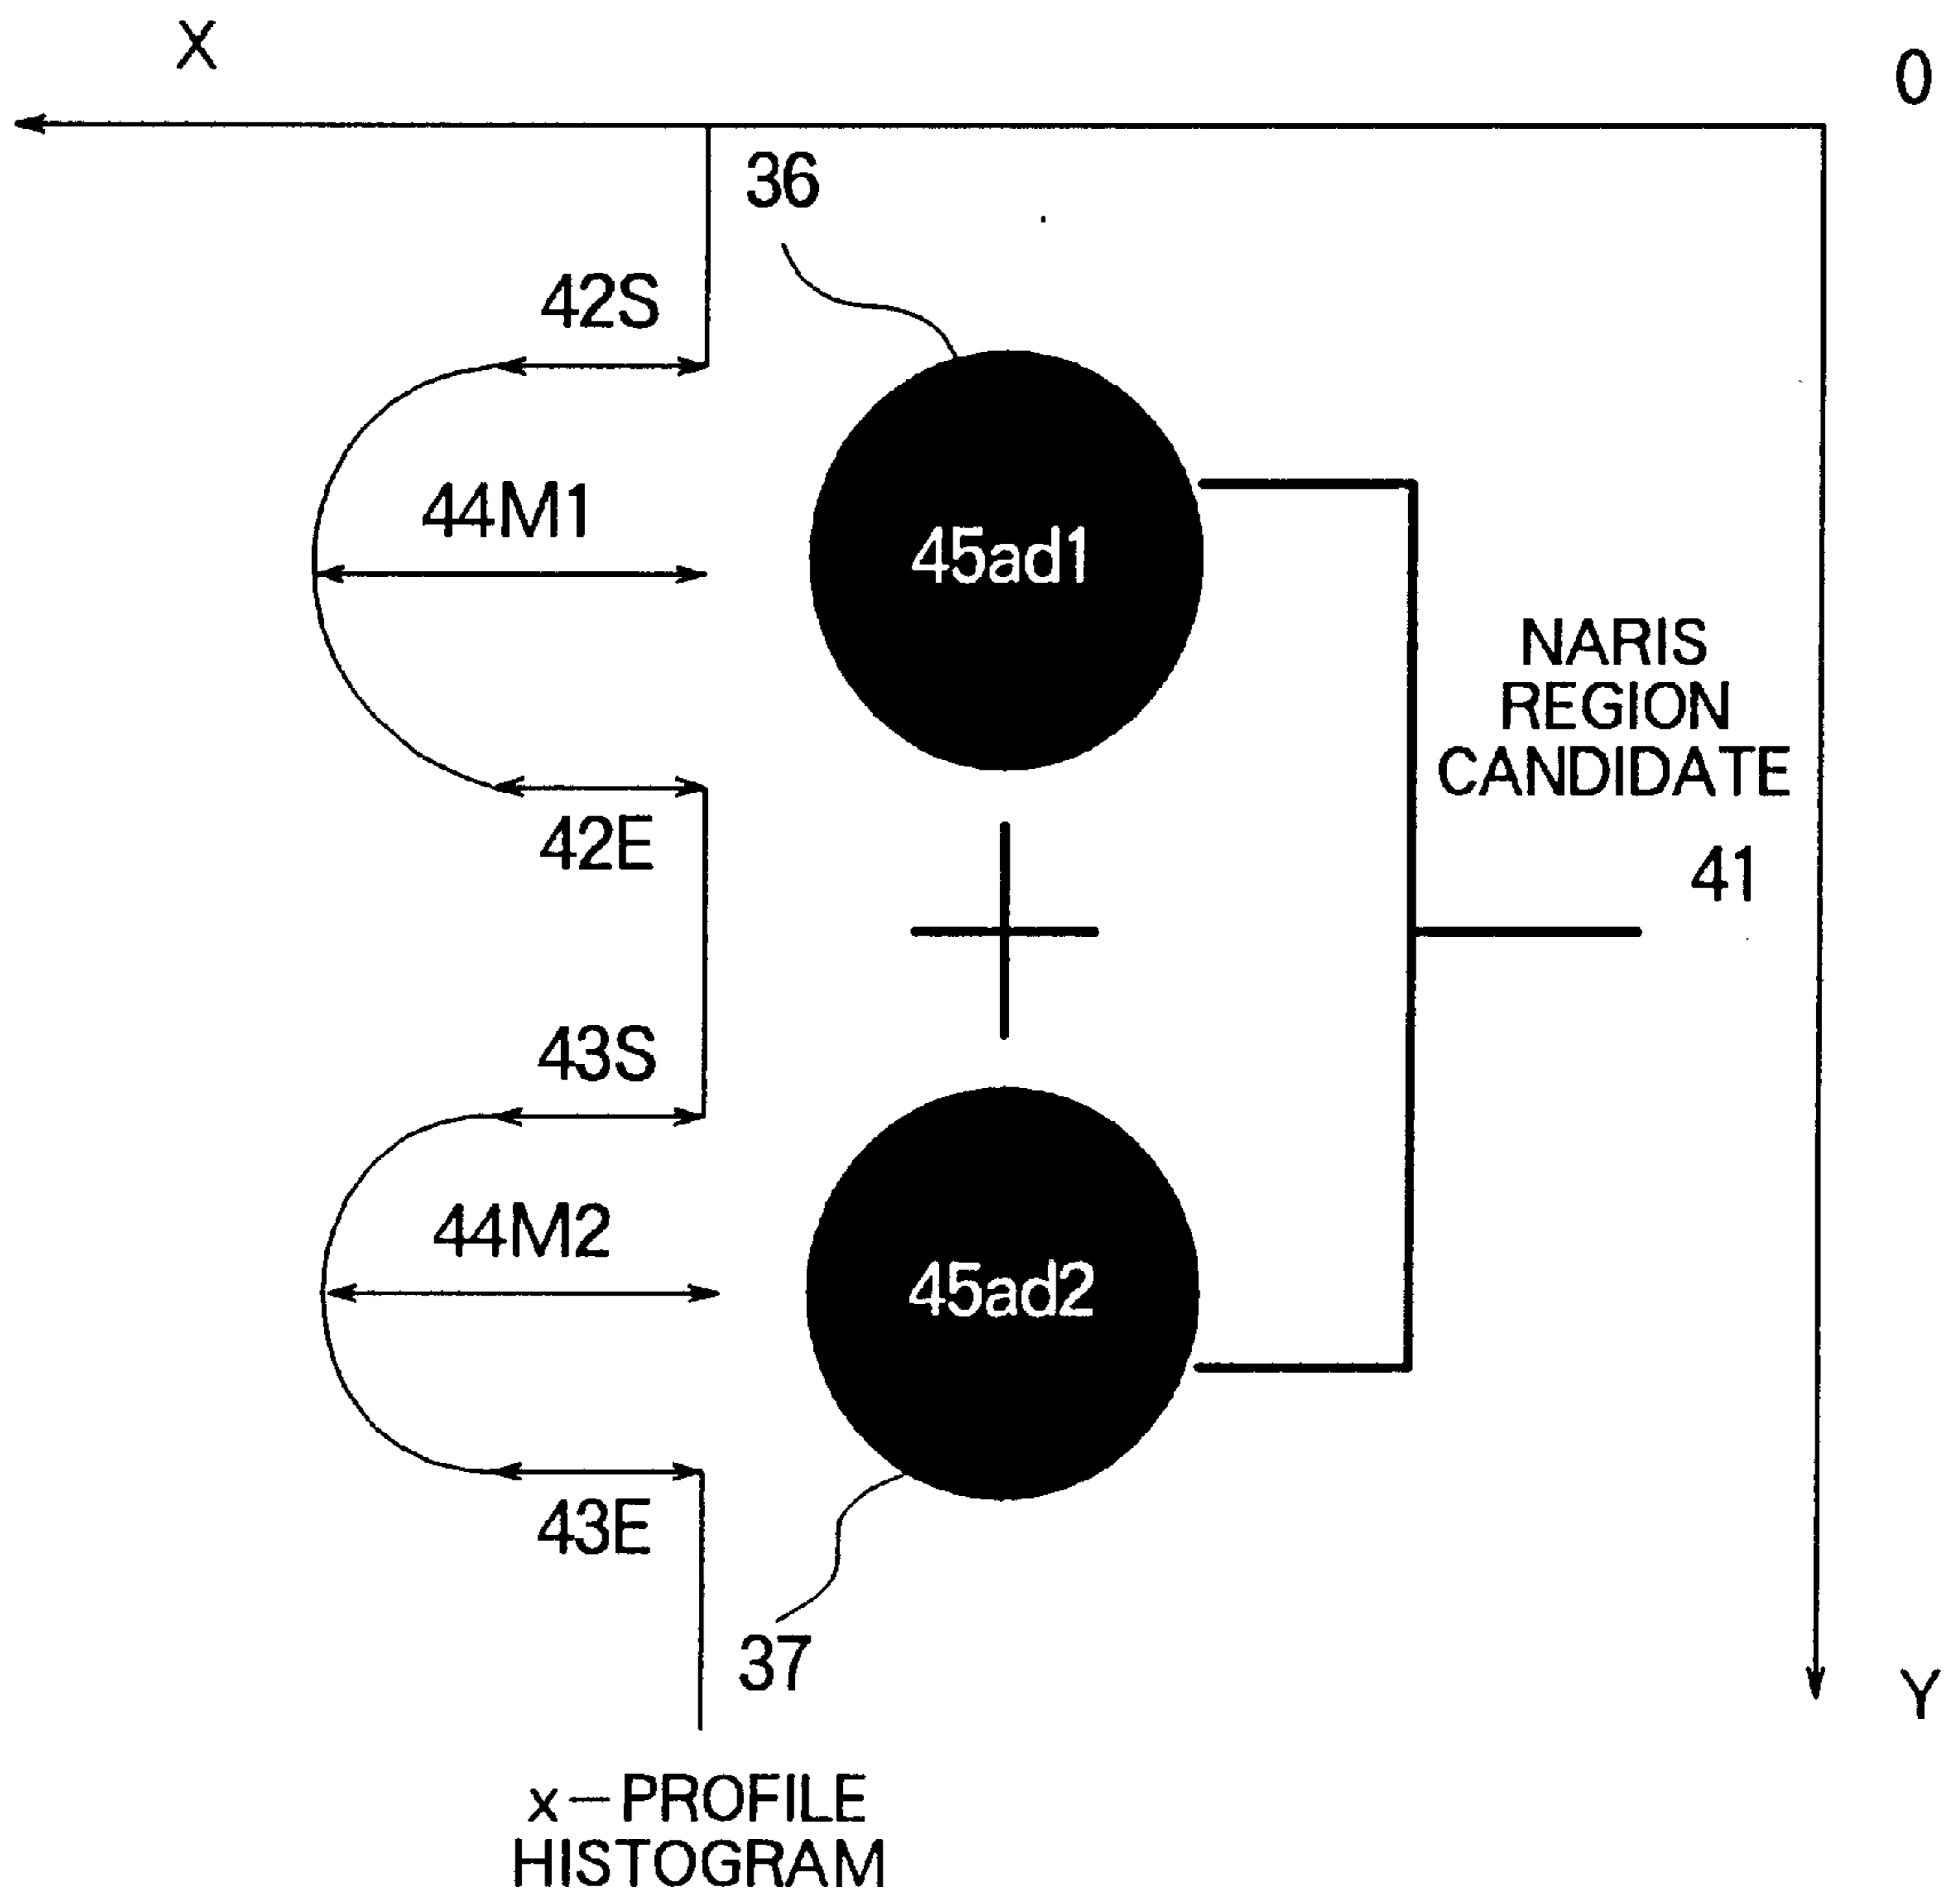 X
0
36
42S
44M1
45ad1
NARIS
REGION
CANDIDATE
41
42E
43S
44M2
45ad2
43E
37
Y
x-PROFILE
HISTOGRAM